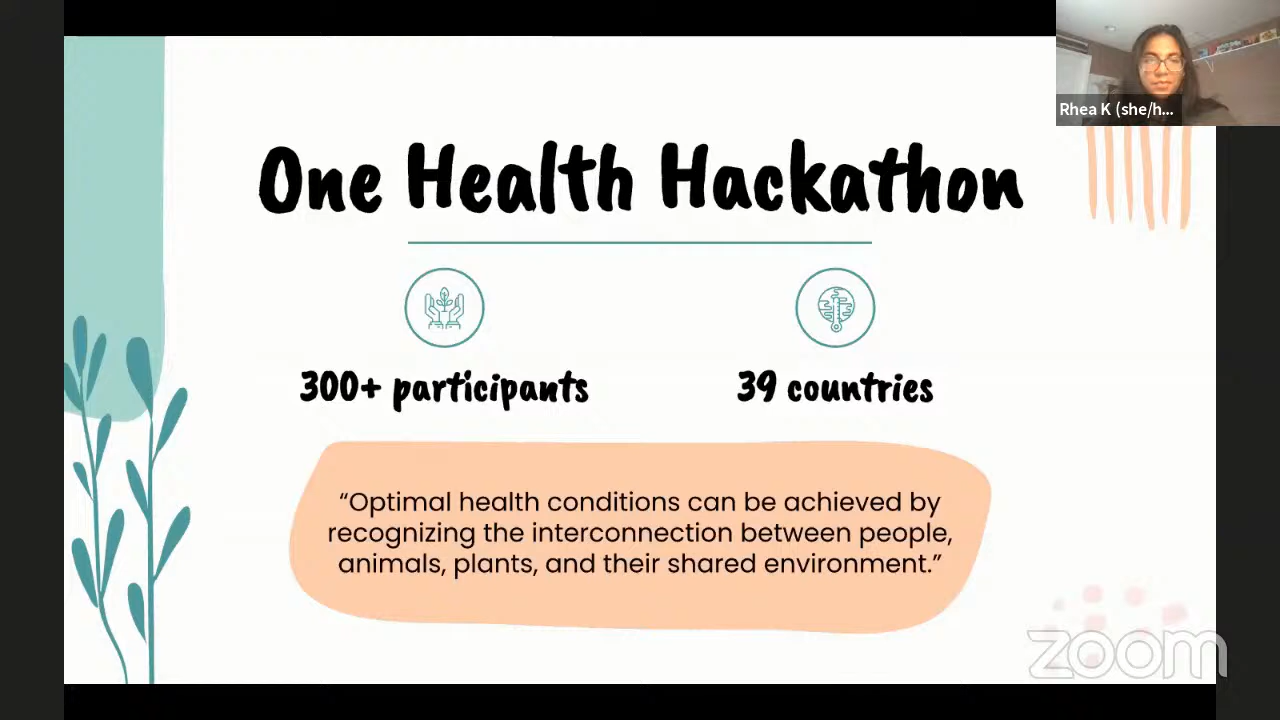 Rhea K (she/h...
One Health Hackathon
300+ participants
39 countries
“Optimal health conditions can be achieved by
recognizing the interconnection between people,
animals, plants, and their shared environment.”
zoom